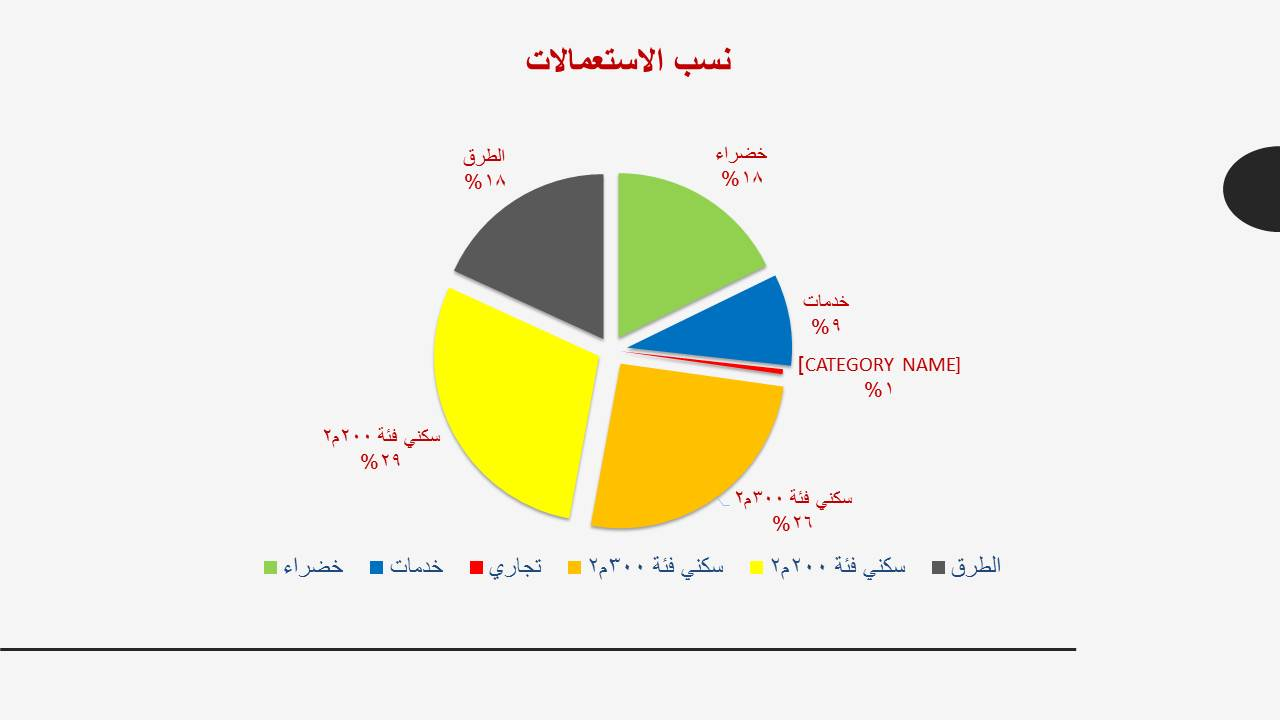 نسب الاستعمالات
خضراء
%١٨
الطرق
%١٨
خدمات
%٩
[CATEGORY NAME]
%١
سكني فئة ٢٠٠م٢
%٢٩
سكني فئة ٣٠٠م٢
%٢٦
خضراء
خدمات
تجاري
سكني فئة ٣٠٠م٢
سكني فئة ٢٠٠م٢
الطرق